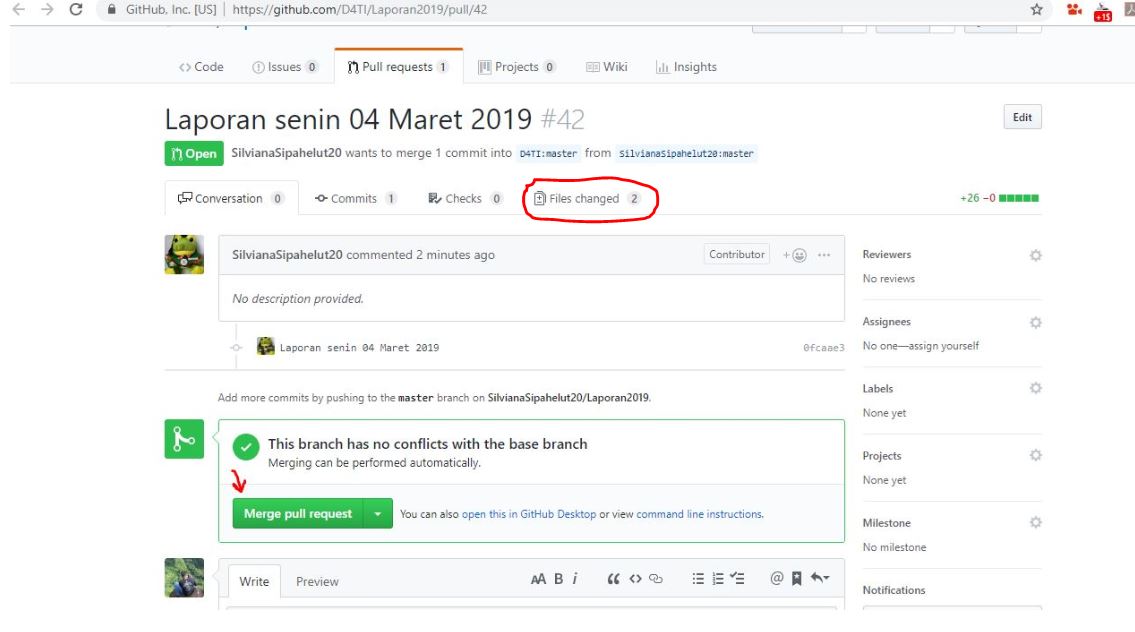 GitHub, Inc. [US] | https://github.com/D4TI/Laporan2019/pull/42
+15
Code Issues 0 Pull requests 1 Projects 0 Wiki Insights
Laporan senin 04 Maret 2019 #42
Edit
Open SilvianaSipahelut20 wants to merge 1 commit into D4TI:master from SilvianaSipahelut20:master
Conversation 0 Commits 1 Checks 0 Files changed 2 +26 −0
SilvianaSipahelut20 commented 2 minutes ago Contributor
No description provided.
Laporan senin 04 Maret 2019 0fcaae3
Add more commits by pushing to the master branch on SilvianaSipahelut20/Laporan2019.
This branch has no conflicts with the base branch
Merging can be performed automatically.
Merge pull request You can also open this in GitHub Desktop or view command line instructions.
Write Preview AA B i
Reviewers
No reviews
Assignees
No one—assign yourself
Labels
None yet
Projects
None yet
Milestone
No milestone
Notifications